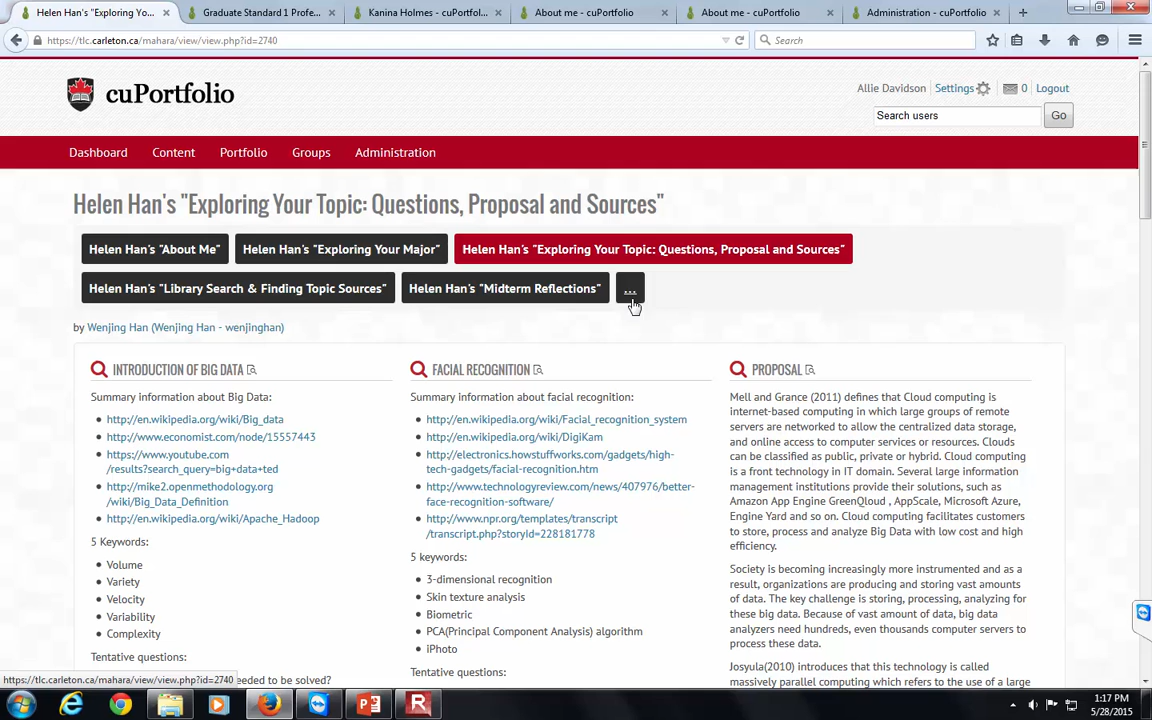 Helen Han's "Exploring Yo...
Graduate Standard 1 Profe...
Kanina Holmes - cuPortfol...
About me - cuPortfolio
About me - cuPortfolio
Administration - cuPortfolio
https://tlc.carleton.ca/mahara/view/view.php?id=2740
Search
cuPortfolio
Allie Davidson Settings 0 Logout
Search users Go
Dashboard Content Portfolio Groups Administration
Helen Han's "Exploring Your Topic: Questions, Proposal and Sources"
Helen Han's "About Me" Helen Han's "Exploring Your Major" Helen Han's "Exploring Your Topic: Questions, Proposal and Sources"
Helen Han's "Library Search & Finding Topic Sources" Helen Han's "Midterm Reflections" ...
by Wenjing Han (Wenjing Han - wenjinghan)
INTRODUCTION OF BIG DATA
Summary information about Big Data:
http://en.wikipedia.org/wiki/Big_data
http://www.economist.com/node/15557443
https://www.youtube.com
/results?search_query=big+data+ted
http://mike2.openmethodology.org
/wiki/Big_Data_Definition
http://en.wikipedia.org/wiki/Apache_Hadoop
5 Keywords:
Volume
Variety
Velocity
Variability
Complexity
Tentative questions:
eeded to be solved?
FACIAL RECOGNITION
Summary information about facial recognition:
http://en.wikipedia.org/wiki/Facial_recognition_system
http://en.wikipedia.org/wiki/DigiKam
http://electronics.howstuffworks.com/gadgets/high-
tech-gadgets/facial-recognition.htm
http://www.technologyreview.com/news/407976/better-
face-recognition-software/
http://www.npr.org/templates/transcript
/transcript.php?storyId=228181778
5 keywords:
3-dimensional recognition
Skin texture analysis
Biometric
PCA(Principal Component Analysis) algorithm
iPhoto
Tentative questions:
PROPOSAL
Mell and Grance (2011) defines that Cloud computing is
internet-based computing in which large groups of remote
servers are networked to allow the centralized data storage,
and online access to computer services or resources. Clouds
can be classified as public, private or hybrid. Cloud computing
is a front technology in IT domain. Several large information
management institutions provide their solutions, such as
Amazon App Engine GreenQloud , AppScale, Microsoft Azure,
Engine Yard and so on. Cloud computing facilitates customers
to store, process and analyze Big Data with low cost and high
efficiency.
Society is becoming increasingly more instrumented and as a
result, organizations are producing and storing vast amounts
of data. The key challenge is storing, processing, analyzing for
these big data. Because of vast amount of data, big data
analyzers need hundreds, even thousands computer servers to
process these data.
Josyula(2010) introduces that this technology is called
massively parallel computing which refers to the use of a large
https://tlc.carleton.ca/mahara/view/view.php?id=2740
1:17 PM
5/28/2015